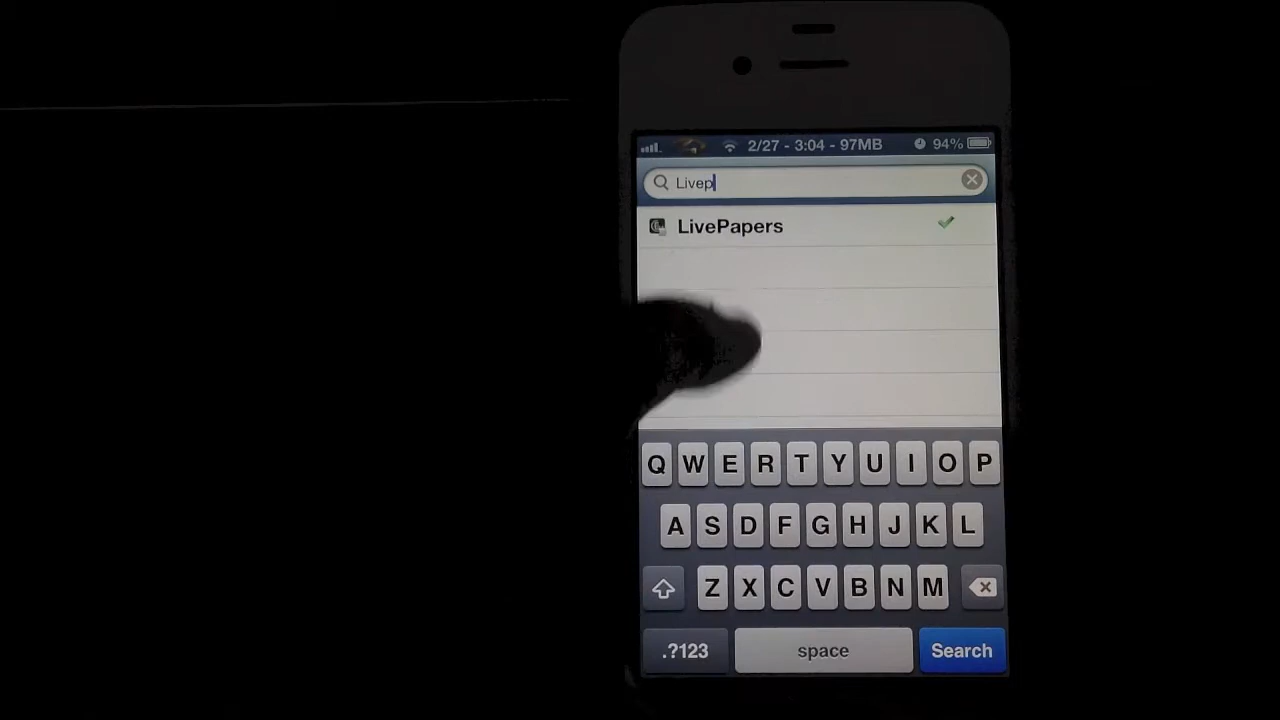 2/27 - 3:04 - 97MB 94%
Livep
LivePapers
Q W E R T Y U I O P
A S D F G H J K L
Z X C V B N M
.?123 space Search